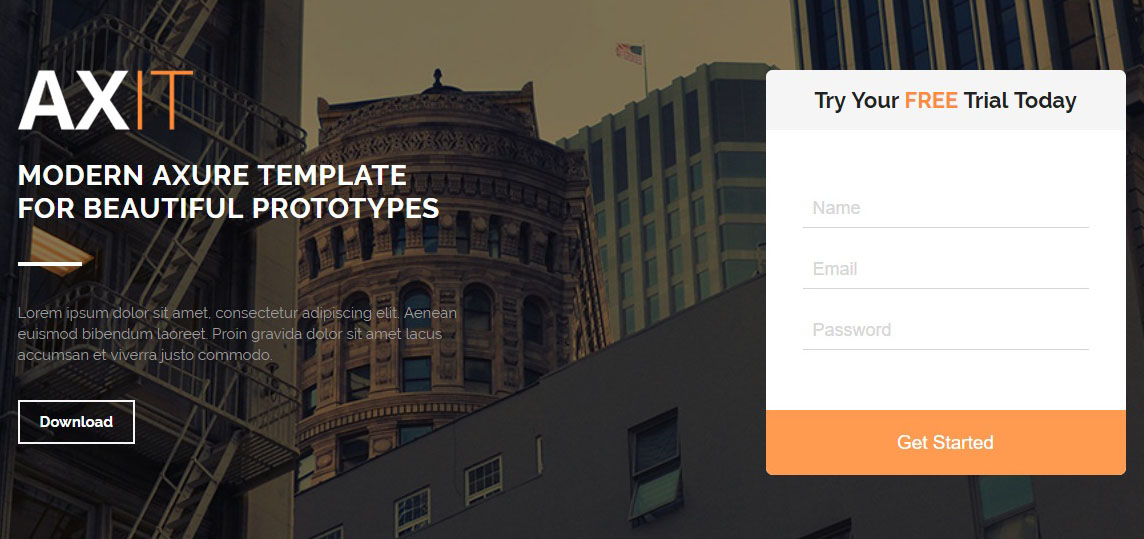 AXIT
MODERN AXURE TEMPLATE
FOR BEAUTIFUL PROTOTYPES
Lorem ipsum dolor sit amet, consectetur adipiscing elit. Aenean
euismod bibendum laoreet. Proin gravida dolor sit amet lacus
accumsan et viverra justo commodo.
Download
Try Your FREE Trial Today
Name
Email
Password
Get Started